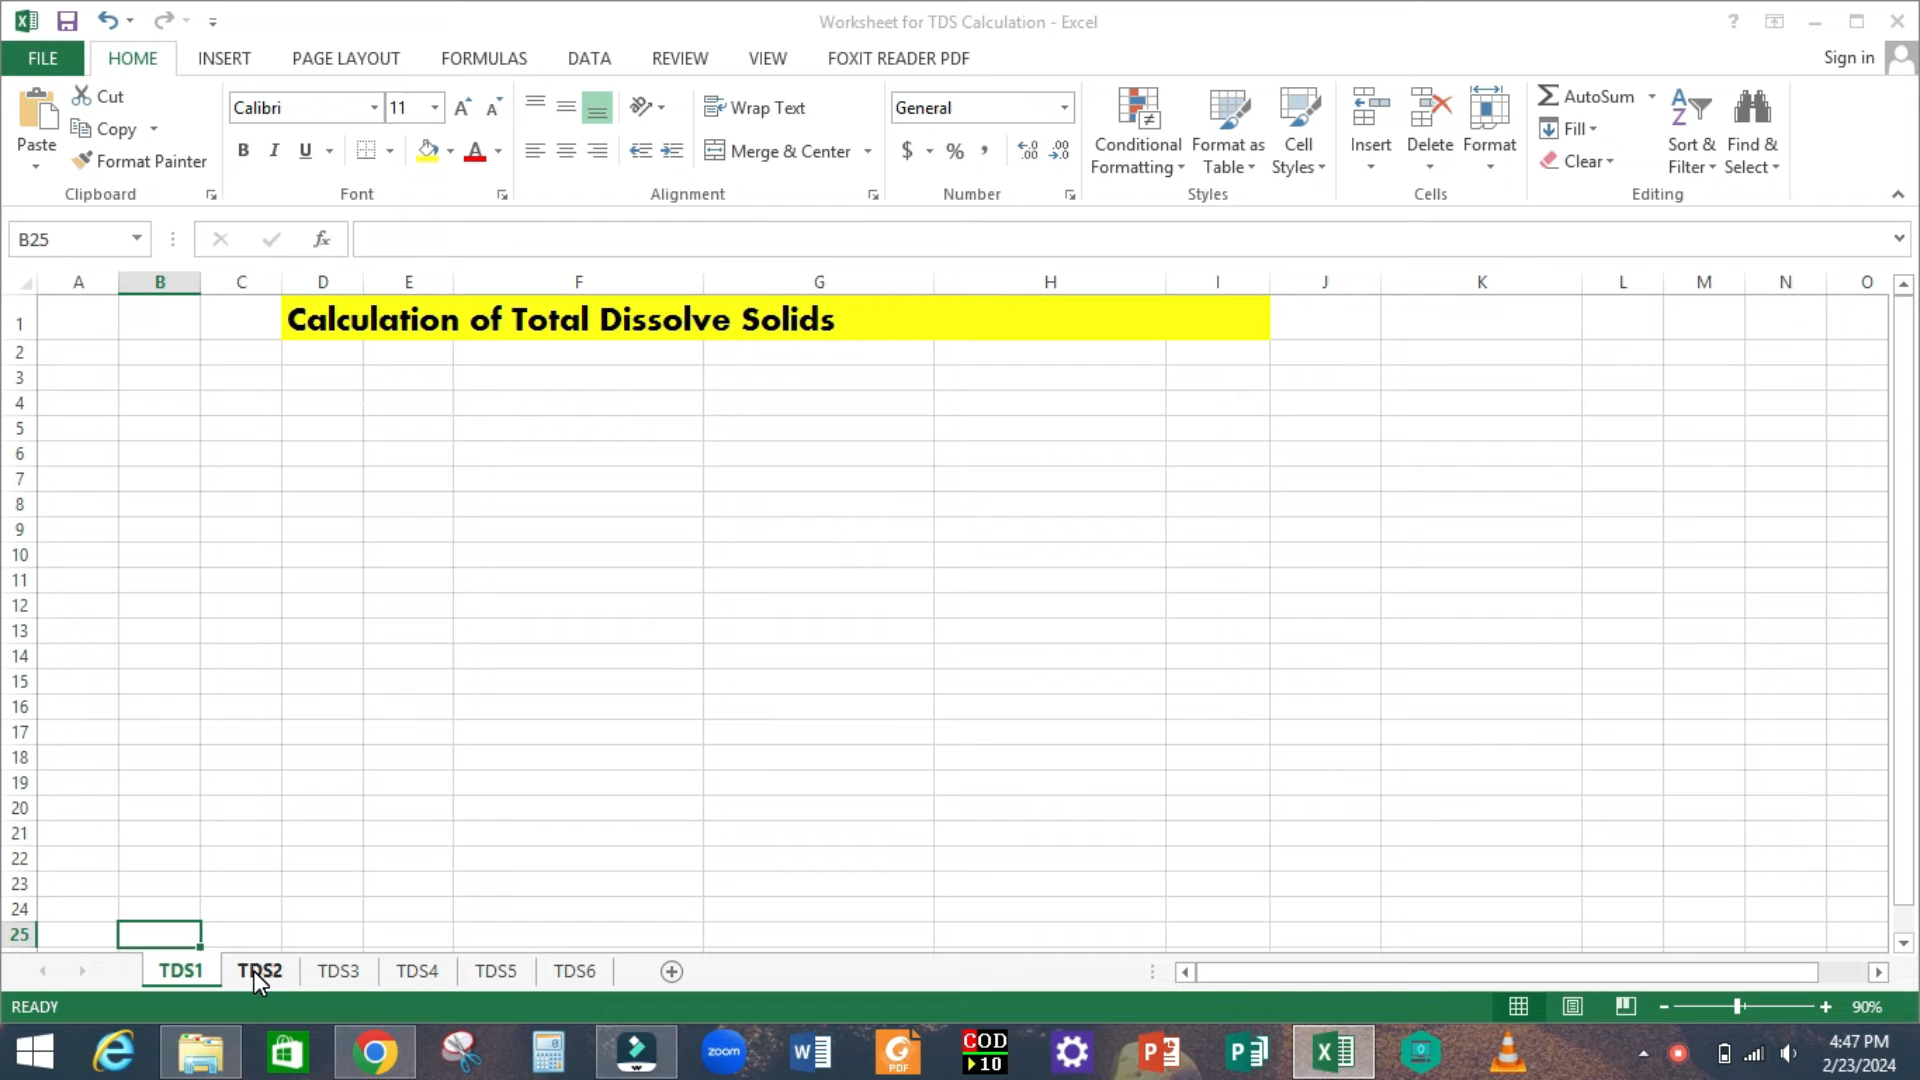 Worksheet for TDS Calculation - Excel
?
FILE HOME INSERT PAGE LAYOUT FORMULAS DATA REVIEW VIEW FOXIT READER PDF Sign in
Paste Cut Copy Format Painter
Clipboard
Calibri 11 A A
B I U A
Font
Wrap Text
Merge & Center
Alignment
General
$ % ,
Number
Conditional Formatting
Format as Table
Cell Styles
Styles
Insert Delete Format
Cells
AutoSum
Fill
Clear
Sort & Filter
Find & Select
Editing
B25 fx
A B C D E F G H I J K L M N O
1 Calculation of Total Dissolve Solids
2
3
4
5
6
7
8
9
10
11
12
13
14
15
16
17
18
19
20
21
22
23
24
25
TDS1 TDS2 TDS3 TDS4 TDS5 TDS6
READY 90%
zoom PDF COD 10
4:47 PM
2/23/2024